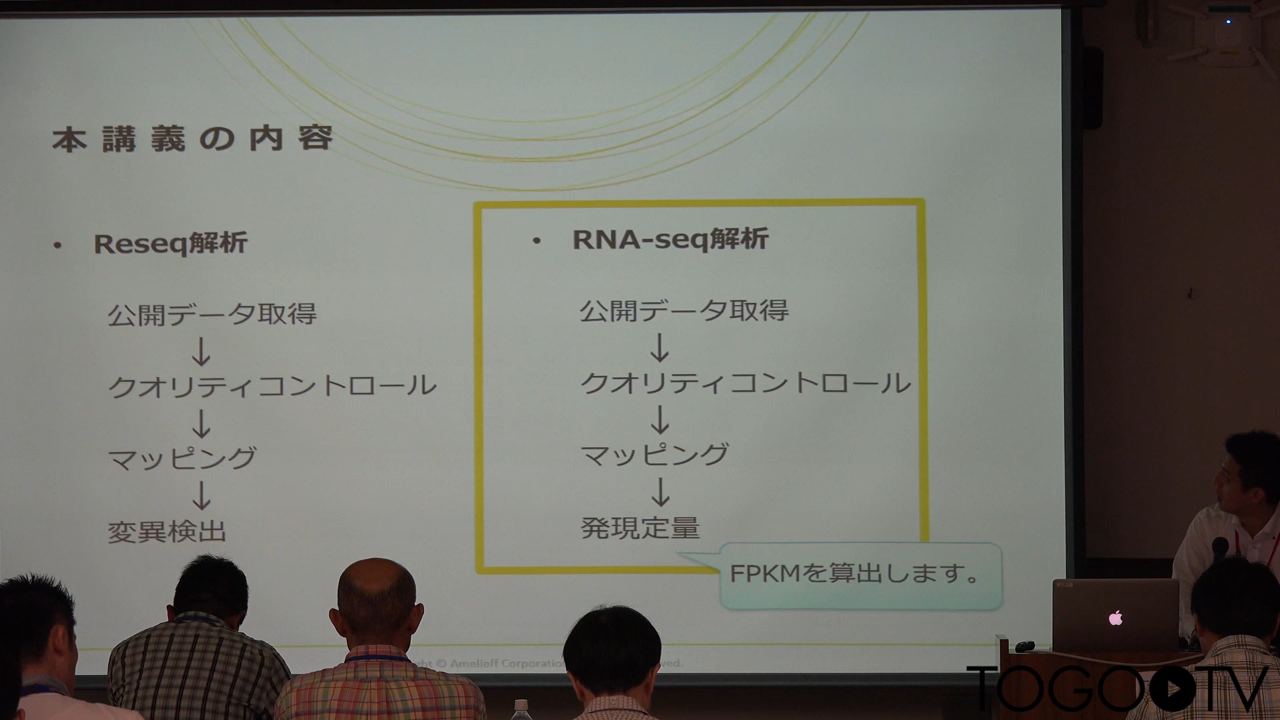 本講義の内容
• Reseq解析
公開データ取得
↓
クオリティコントロール
↓
マッピング
↓
変異検出
• RNA-seq解析
公開データ取得
↓
クオリティコントロール
↓
マッピング
↓
発現定量
FPKMを算出します。
© Amelieff Corporation
TOGOTV